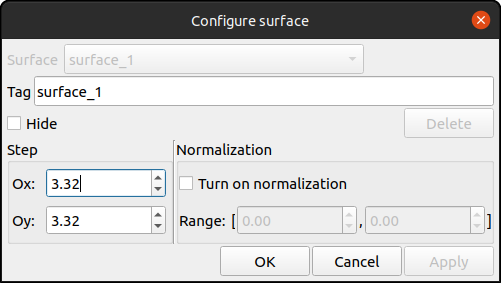 Configure surface
Surface surface_1
Tag surface_1
Hide Delete
Step Normalization
Ox: 3.32 Turn on normalization
Oy: 3.32 Range: [ 0.00 , 0.00 ]
OK Cancel Apply